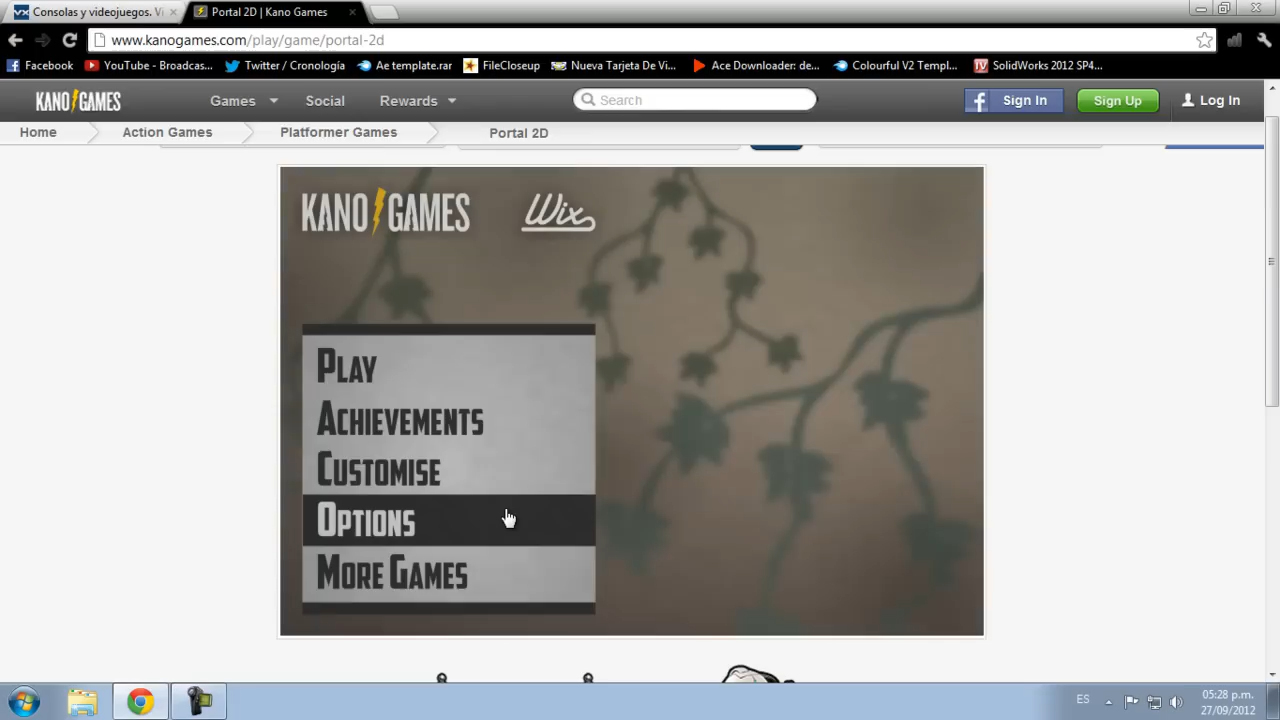 Consolas y videojuegos. Vi
Portal 2D | Kano Games
www.kanogames.com/play/game/portal-2d
Facebook
YouTube - Broadcas...
Twitter / Cronologia
Ae template.rar
FileCloseup
Nueva Tarjeta De Vi...
Ace Downloader: de...
Colourful V2 Templ...
SolidWorks 2012 SP4...
KANO GAMES
Games
Social
Rewards
Search
Sign In
Sign Up
Log In
Home
Action Games
Platformer Games
Portal 2D
KANO GAMES
Wix
PLAY
ACHIEVEMENTS
CUSTOMISE
OPTIONS
MORE GAMES
ES
05:28 p.m.
27/09/2012